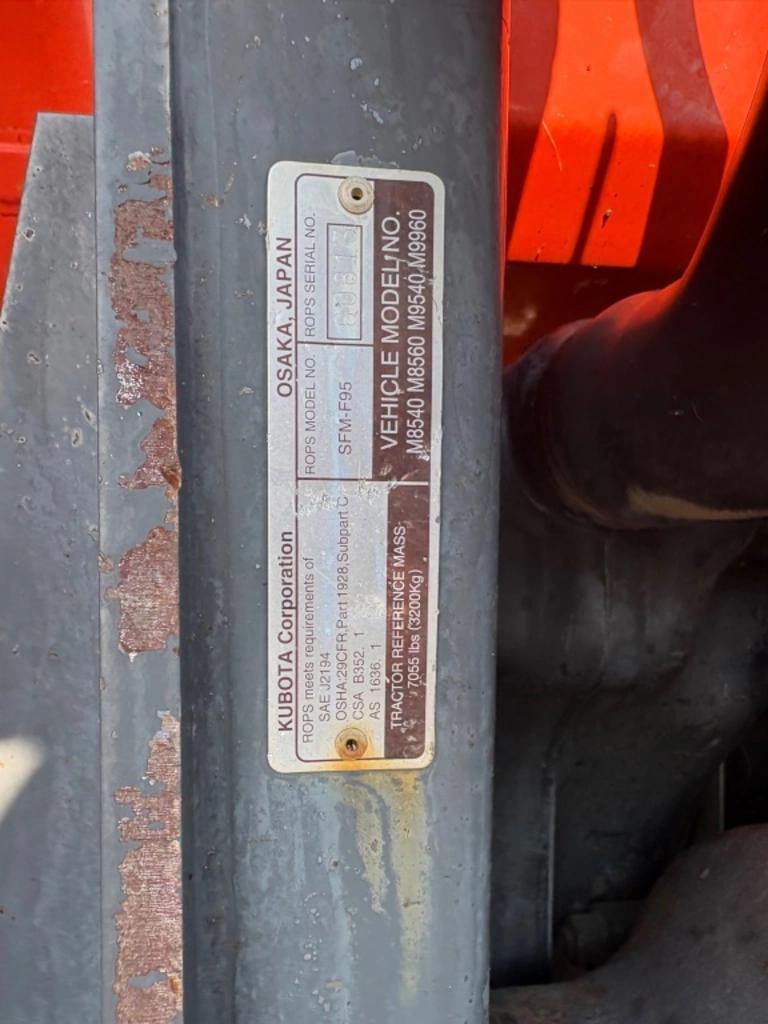 KUBOTA Corporation OSAKA, JAPAN
ROPS meets requirements of
SAE J2194
OSHA:29CFR,Part 1928,Subpart C
CSA B352. 1
AS 1636. 1
ROPS MODEL NO.
SFM-F95
ROPS SERIAL NO.
TRACTOR REFERENCE MASS:
7055 lbs (3200Kg)
VEHICLE MODEL NO.
M8540 M8560 M9540 M9960